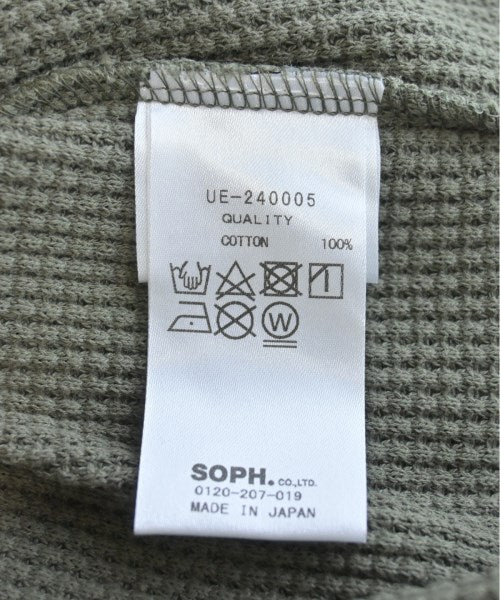 UE-240005
QUALITY
COTTON 100%
W
SOPH. CO.,LTD.
0120-207-019
MADE IN JAPAN